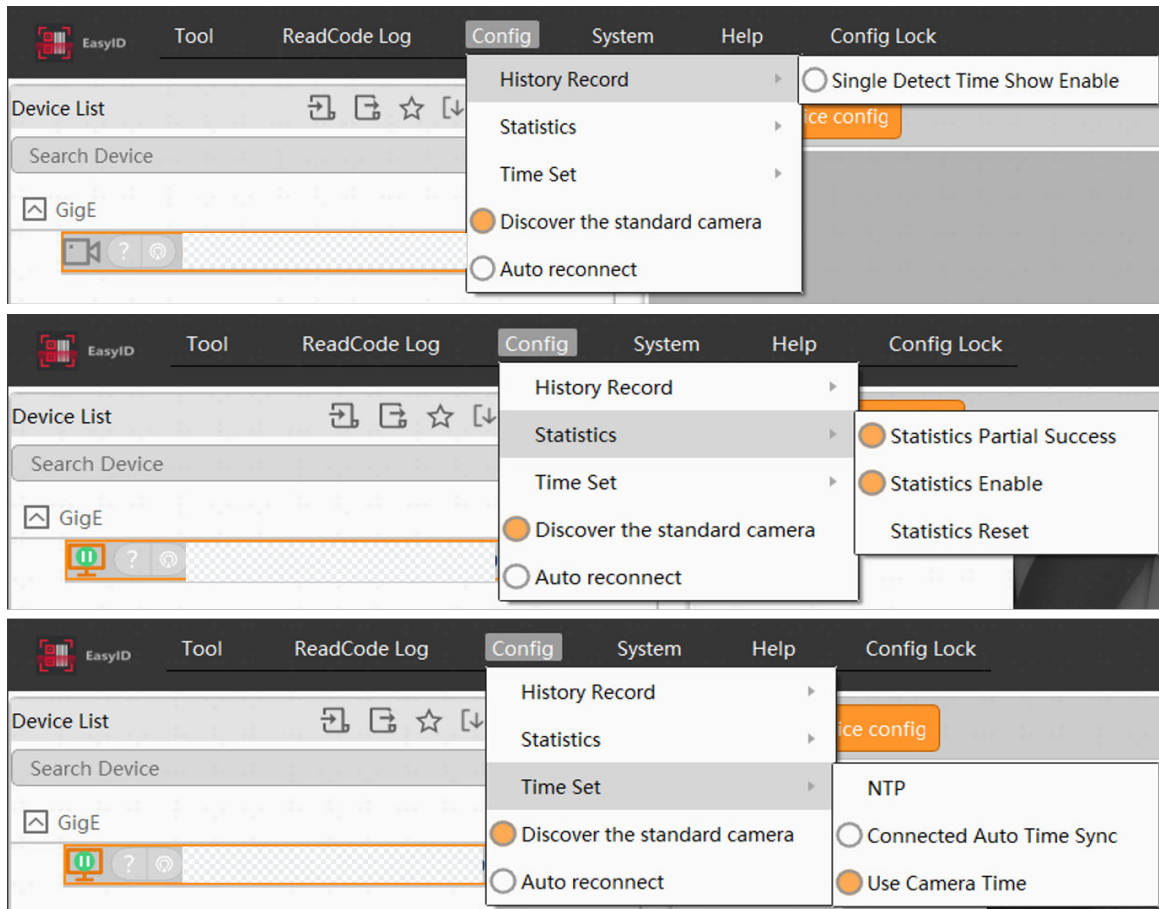 EasyID Tool ReadCode Log Config System Help Config Lock
History Record Single Detect Time Show Enable
Device List
Statistics ice config
Search Device
Time Set
GigE
Discover the standard camera
Auto reconnect
EasyID Tool ReadCode Log Config System Help Config Lock
History Record
Device List
Statistics Statistics Partial Success
Search Device
Time Set Statistics Enable
GigE
Discover the standard camera Statistics Reset
Auto reconnect
EasyID Tool ReadCode Log Config System Help Config Lock
History Record
Device List
Statistics ice config
Search Device
Time Set NTP
GigE
Discover the standard camera Connected Auto Time Sync
Auto reconnect Use Camera Time